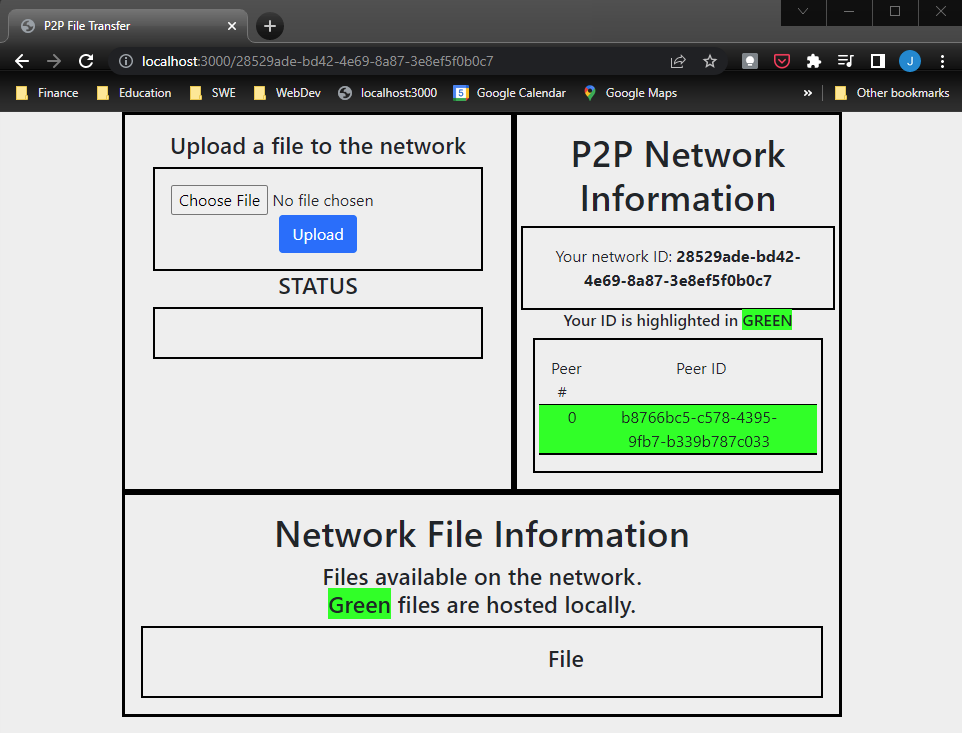 P2P File Transfer
localhost:3000/28529ade-bd42-4e69-8a87-3e8ef5f0b0c7
J
Finance Education SWE WebDev localhost:3000 5 Google Calendar Google Maps » Other bookmarks
Upload a file to the network
Choose File No file chosen
Upload
STATUS
P2P Network
Information
Your network ID: 28529ade-bd42-
4e69-8a87-3e8ef5f0b0c7
Your ID is highlighted in GREEN
Peer Peer ID
#
0 b8766bc5-c578-4395-
9fb7-b339b787c033
Network File Information
Files available on the network.
Green files are hosted locally.
File